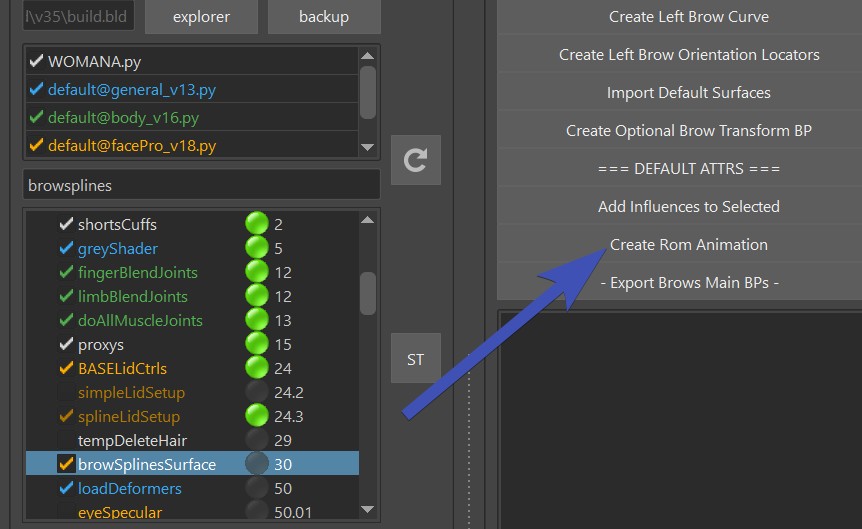 l\v35\build.bld
explorer
backup
WOMANA.py
default@general_v13.py
default@body_v16.py
default@facePro_v18.py
browsplines
shortsCuffs 2
greyShader 5
fingerBlendJoints 12
limbBlendJoints 12
doAllMuscleJoints 13
proxys 15
BASELidCtrls 24
simpleLidSetup 24.2
splineLidSetup 24.3
tempDeleteHair 29
browSplinesSurface 30
loadDeformers 50
eyeSpecular 50.01
ST
Create Left Brow Curve
Create Left Brow Orientation Locators
Import Default Surfaces
Create Optional Brow Transform BP
=== DEFAULT ATTRS ===
Add Influences to Selected
Create Rom Animation
- Export Brows Main BPs -